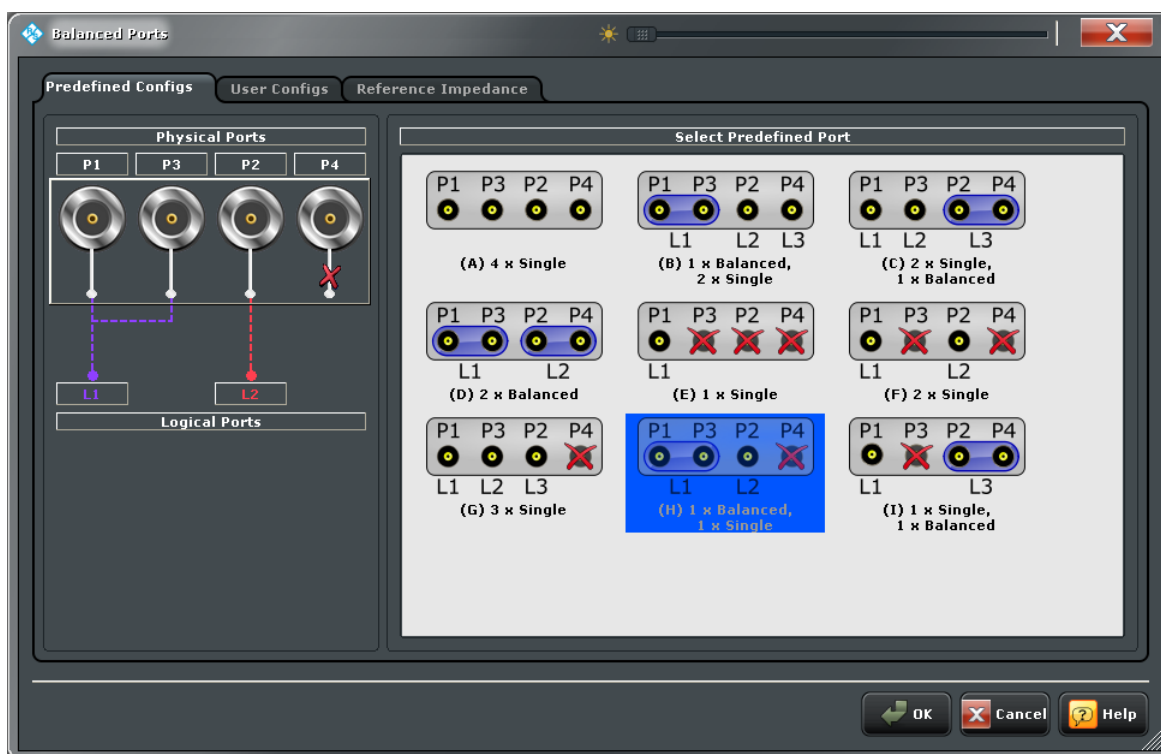 Balanced Ports
Predefined Configs User Configs Reference Impedance
Physical Ports
P1 P3 P2 P4
L1 L2
Logical Ports
Select Predefined Port
P1 P3 P2 P4
(A) 4 x Single
P1 P3 P2 P4
L1 L2 L3
(B) 1 x Balanced,
2 x Single
P1 P3 P2 P4
L1 L2 L3
(C) 2 x Single,
1 x Balanced
P1 P3 P2 P4
L1 L2
(D) 2 x Balanced
P1 P3 P2 P4
L1
(E) 1 x Single
P1 P3 P2 P4
L1 L2
(F) 2 x Single
P1 P3 P2 P4
L1 L2 L3
(G) 3 x Single
P1 P3 P2 P4
L1 L2
(H) 1 x Balanced,
1 x Single
P1 P3 P2 P4
L1 L3
(I) 1 x Single,
1 x Balanced
OK Cancel Help